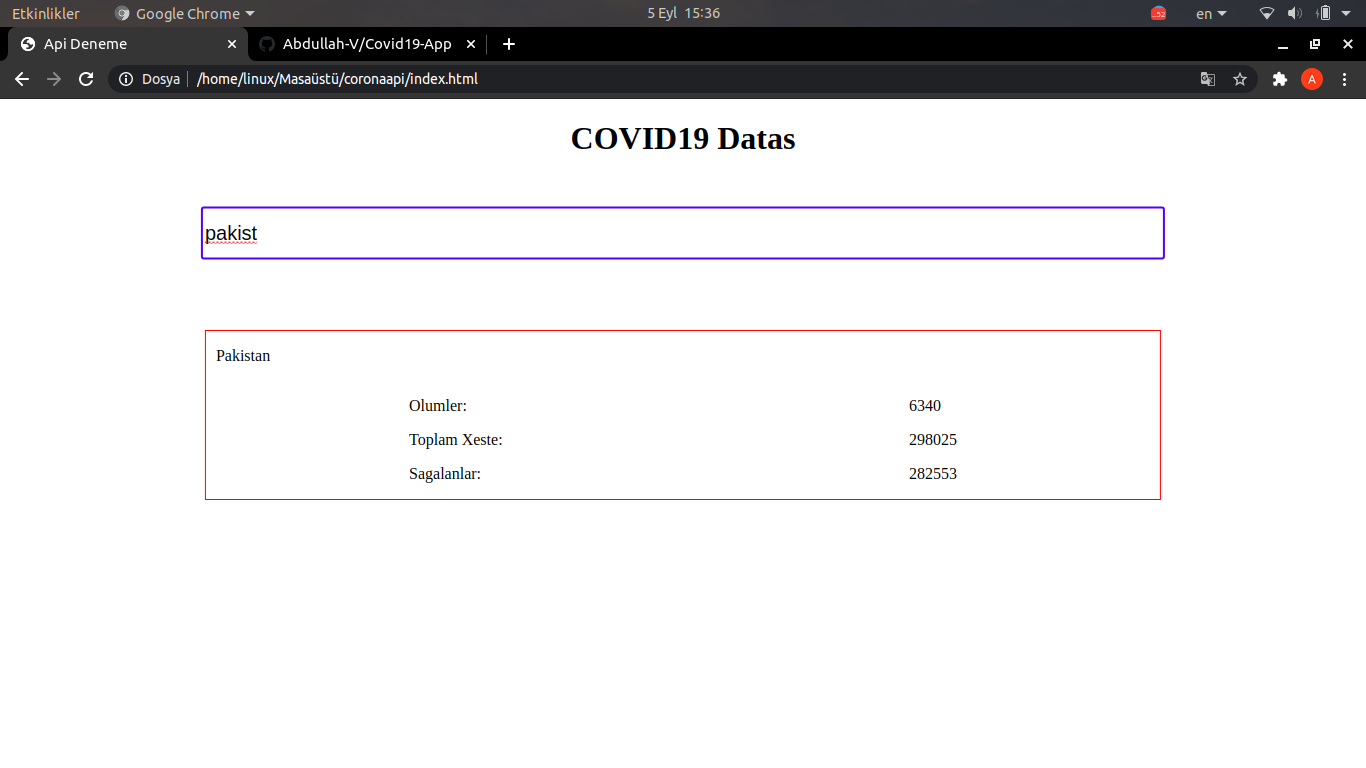 Etkinlikler Google Chrome 5 Eyl 15:36 en
Api Deneme Abdullah-V/Covid19-App
Dosya /home/linux/Masaüstü/coronaapi/index.html A
COVID19 Datas
pakist
Pakistan
Olumler: 6340
Toplam Xeste: 298025
Sagalanlar: 282553